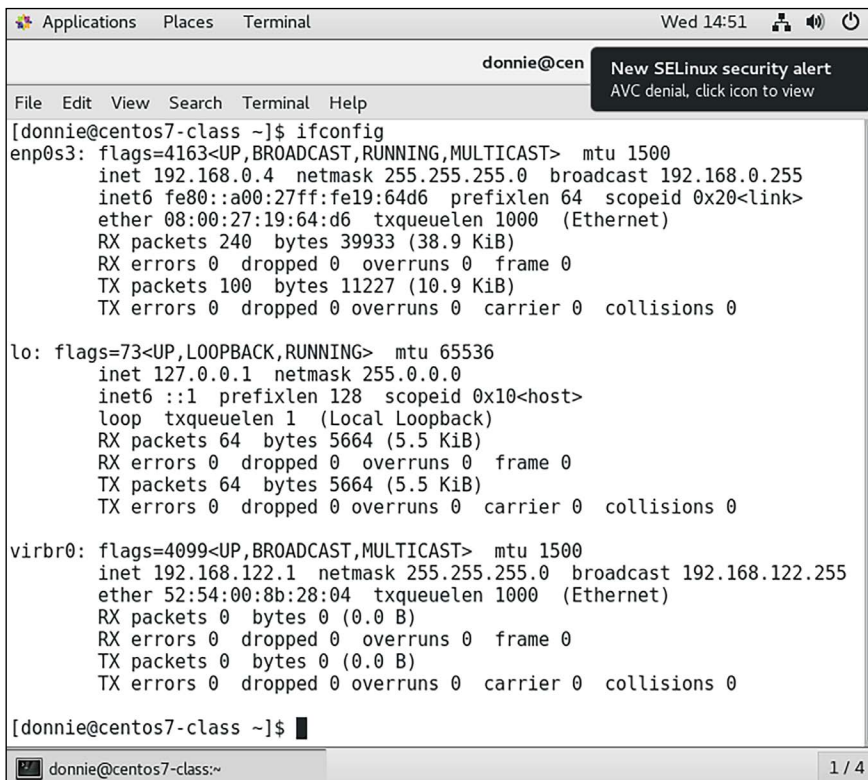 Applications Places Terminal Wed 14:51
donnie@cen
New SELinux security alert
AVC denial, click icon to view
File Edit View Search Terminal Help
[donnie@centos7-class ~]$ ifconfig
enp0s3: flags=4163<UP,BROADCAST,RUNNING,MULTICAST>  mtu 1500
        inet 192.168.0.4  netmask 255.255.255.0  broadcast 192.168.0.255
        inet6 fe80::a00:27ff:fe19:64d6  prefixlen 64  scopeid 0x20<link>
        ether 08:00:27:19:64:d6  txqueuelen 1000  (Ethernet)
        RX packets 240  bytes 39933 (38.9 KiB)
        RX errors 0  dropped 0  overruns 0  frame 0
        TX packets 100  bytes 11227 (10.9 KiB)
        TX errors 0  dropped 0 overruns 0  carrier 0  collisions 0
lo: flags=73<UP,LOOPBACK,RUNNING>  mtu 65536
        inet 127.0.0.1  netmask 255.0.0.0
        inet6 ::1  prefixlen 128  scopeid 0x10<host>
        loop  txqueuelen 1  (Local Loopback)
        RX packets 64  bytes 5664 (5.5 KiB)
        RX errors 0  dropped 0  overruns 0  frame 0
        TX packets 64  bytes 5664 (5.5 KiB)
        TX errors 0  dropped 0 overruns 0  carrier 0  collisions 0
virbr0: flags=4099<UP,BROADCAST,MULTICAST>  mtu 1500
        inet 192.168.122.1  netmask 255.255.255.0  broadcast 192.168.122.255
        ether 52:54:00:8b:28:04  txqueuelen 1000  (Ethernet)
        RX packets 0  bytes 0 (0.0 B)
        RX errors 0  dropped 0  overruns 0  frame 0
        TX packets 0  bytes 0 (0.0 B)
        TX errors 0  dropped 0 overruns 0  carrier 0  collisions 0
[donnie@centos7-class ~]$
donnie@centos7-class:~ 1 / 4